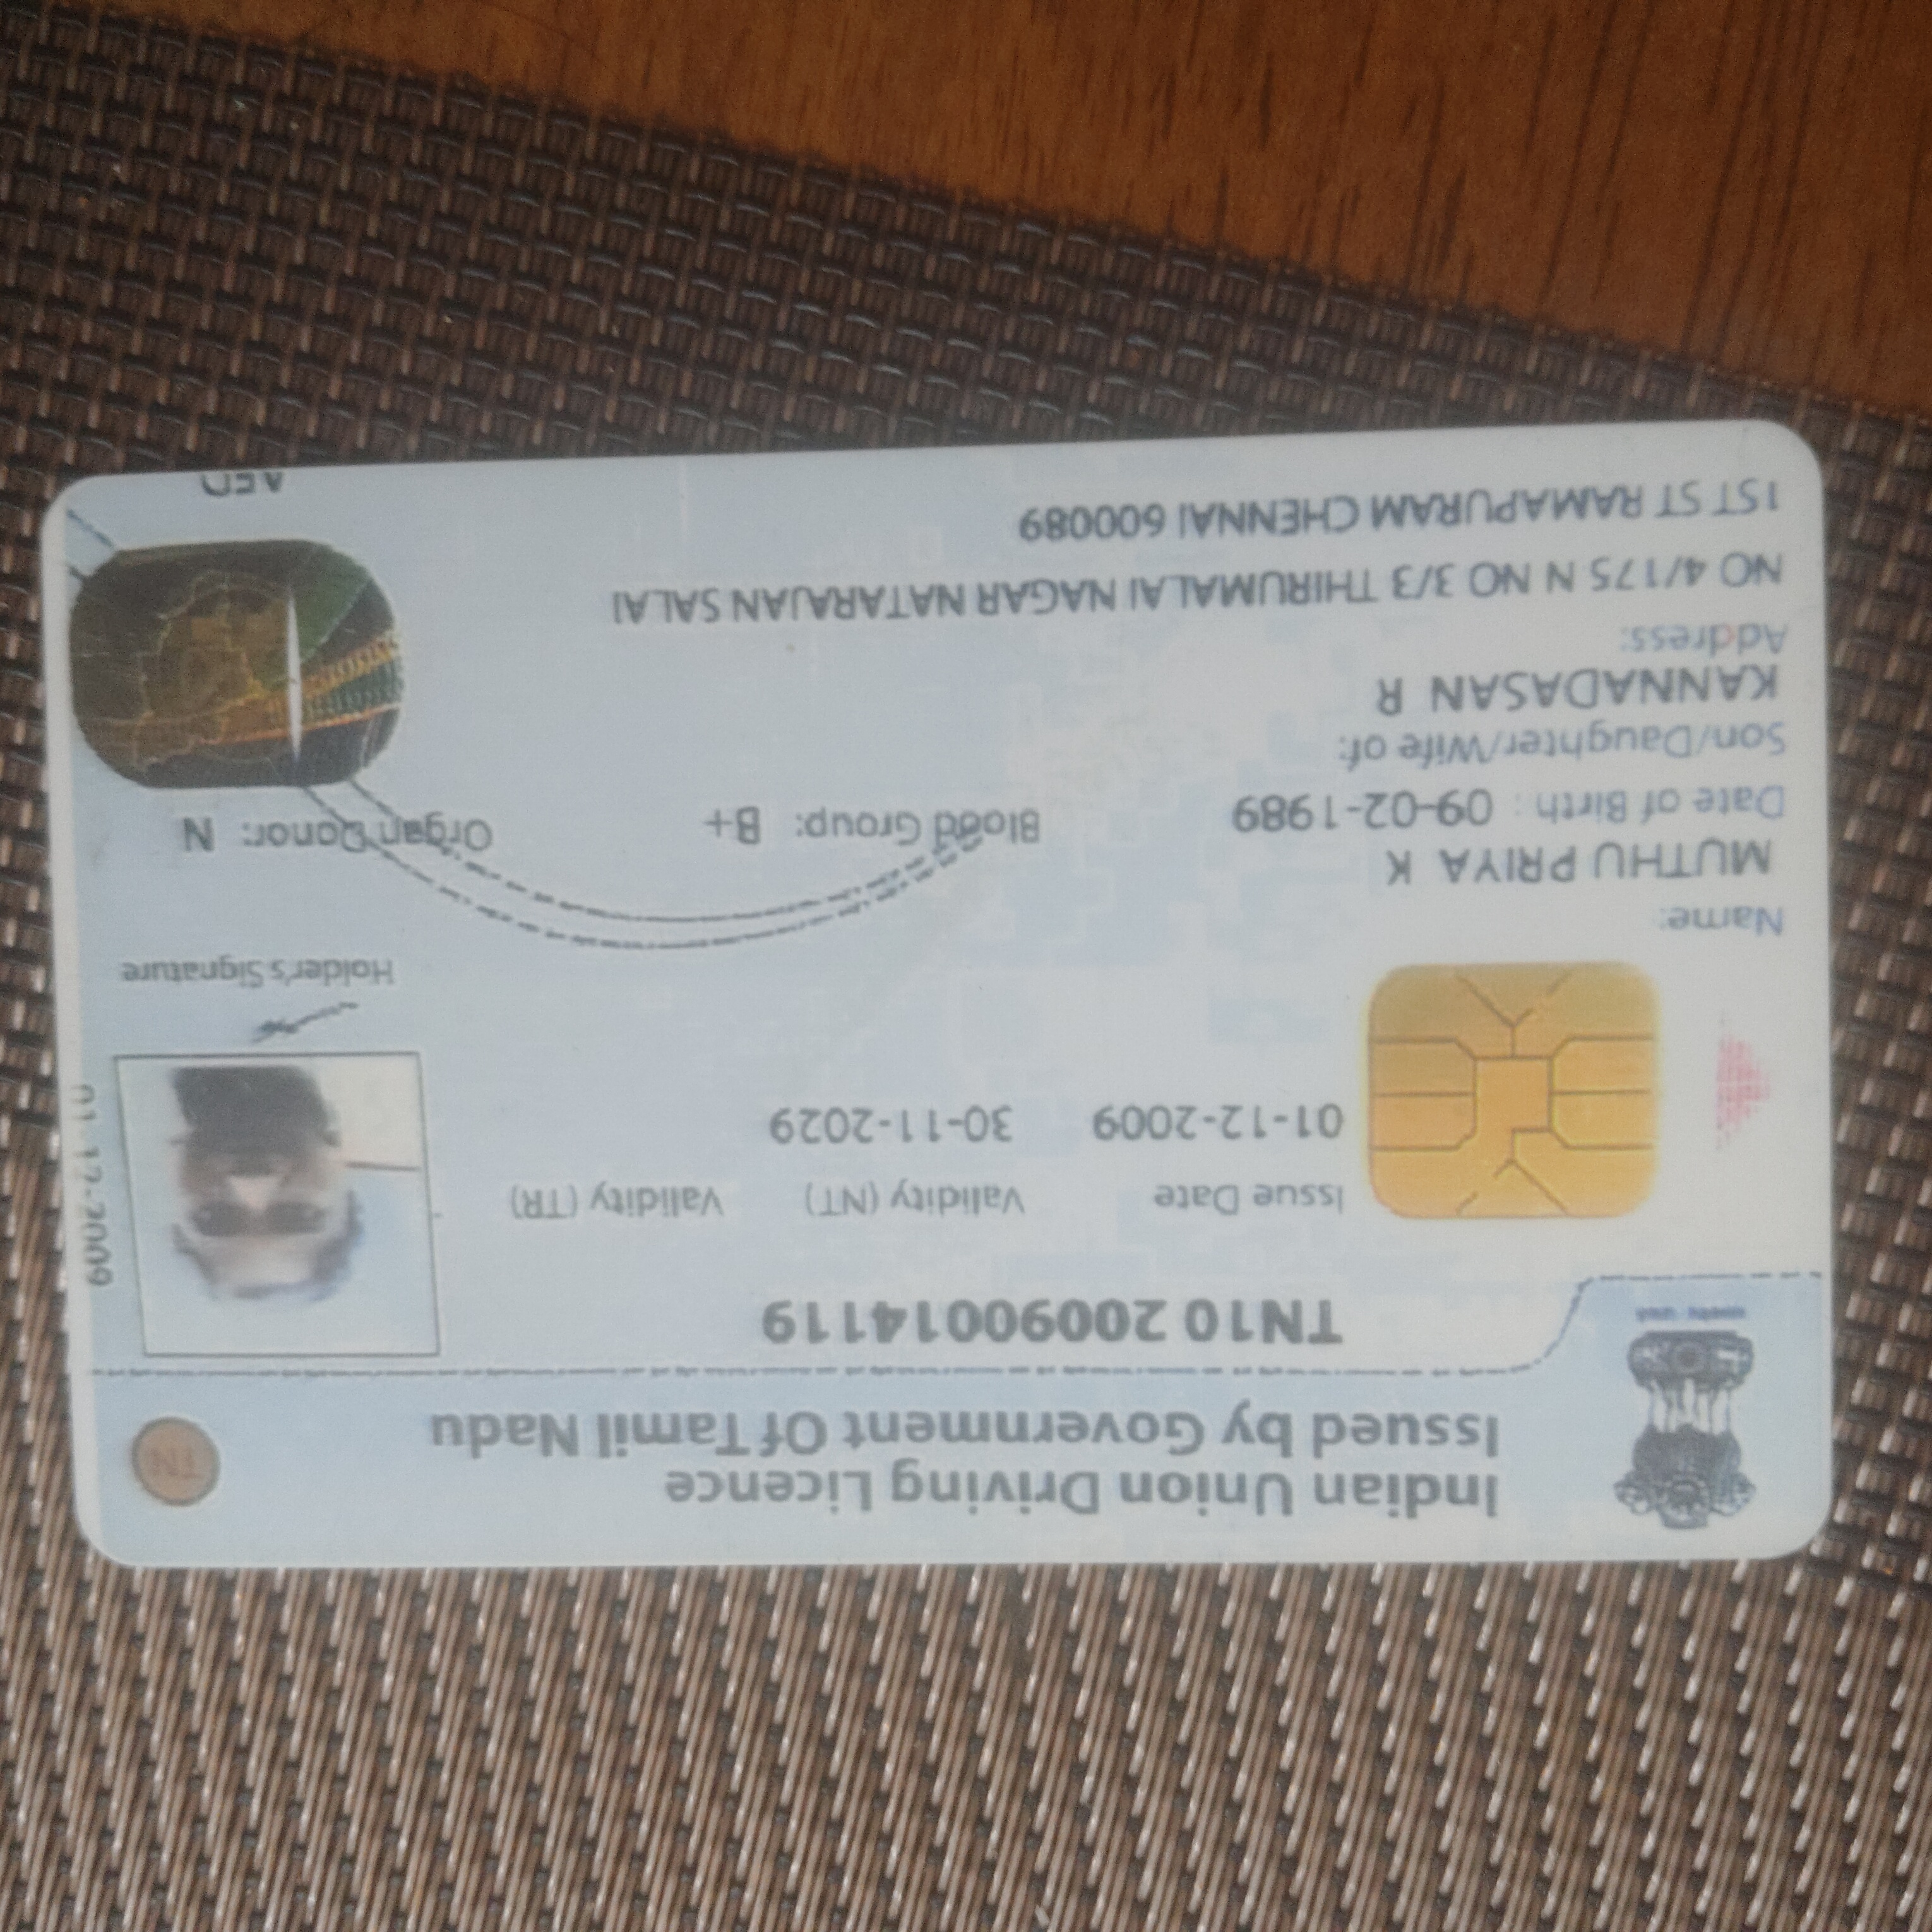 Indian Union Driving Licence
Issued by Government Of Tamil Nadu
TN
TN10 20090014119
Issue Date Validity (NT) Validity (TR)
01-12-2009 30-11-2029
01-12-2009
Holder's Signature
Name:
MUTHU PRIYA K
Date of Birth : 09-02-1989 Blood Group: B+ Organ Donor: N
Son/Daughter/Wife of:
KANNADASAN R
Address:
NO 4/175 N NO 3/3 THIRUMALAI NAGAR NATARAJAN SALAI
1ST ST RAMAPURAM CHENNAI 600089